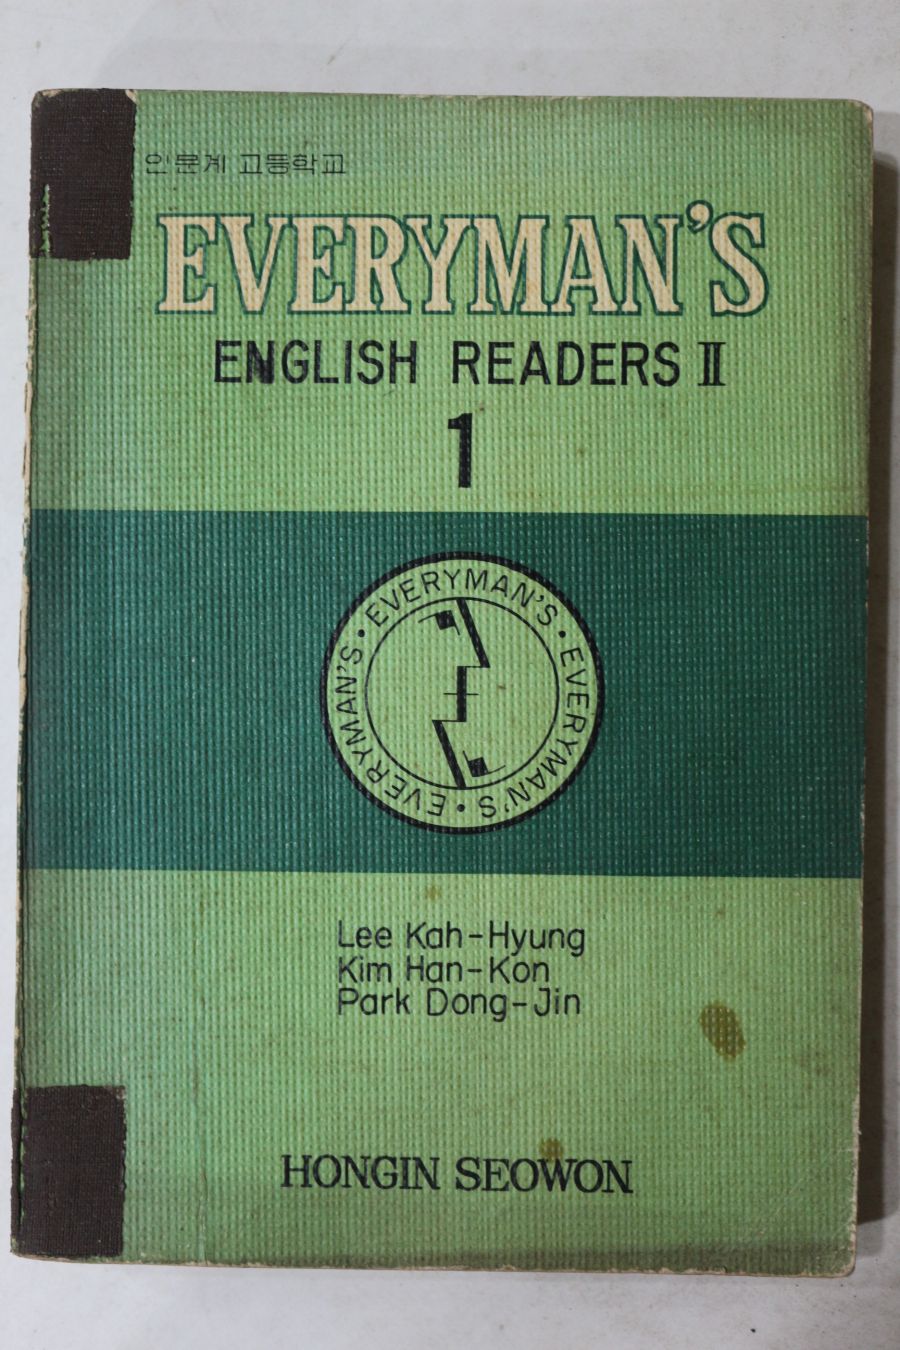 인문계 고등학교
EVERYMAN'S
ENGLISH READERS Ⅱ
1
EVERYMAN'S · EVERYMAN'S · EVERYMAN'S · EVERYMAN'S ·
Lee Kah-Hyung
Kim Han-Kon
Park Dong-Jin
HONGIN SEOWON